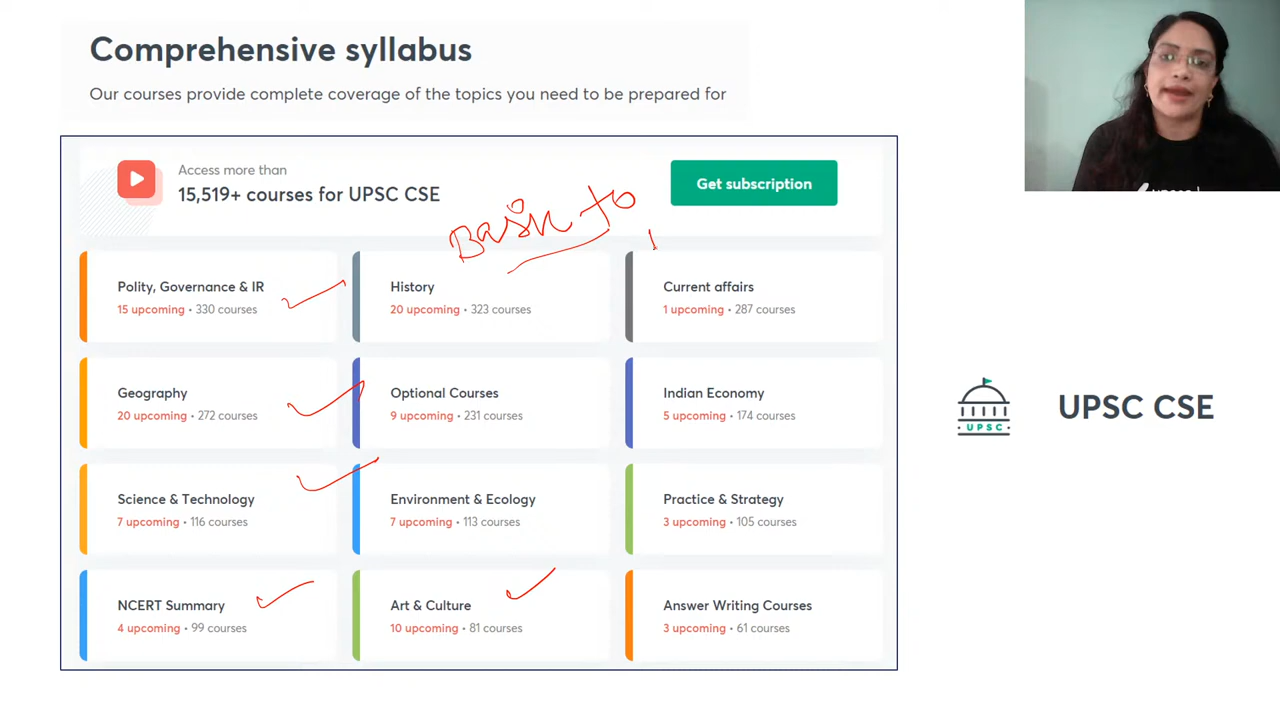 Comprehensive syllabus
Our courses provide complete coverage of the topics you need to be prepared for
Access more than
15,519+ courses for UPSC CSE
Get subscription
Basic to
Polity, Governance & IR
15 upcoming • 330 courses
History
20 upcoming • 323 courses
Current affairs
1 upcoming • 287 courses
Geography
20 upcoming • 272 courses
Optional Courses
9 upcoming • 231 courses
Indian Economy
5 upcoming • 174 courses
Science & Technology
7 upcoming • 116 courses
Environment & Ecology
7 upcoming • 113 courses
Practice & Strategy
3 upcoming • 105 courses
NCERT Summary
4 upcoming • 99 courses
Art & Culture
10 upcoming • 81 courses
Answer Writing Courses
3 upcoming • 61 courses
UPSC
UPSC CSE